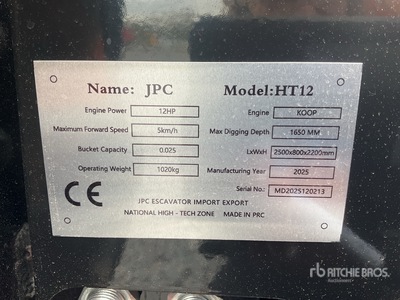 Name: JPC Model:HT12
Engine Power 12HP Engine KOOP
Maximum Forward Speed 5km/h Max Digging Depth 1650 MM
Bucket Capacity 0.025 LxWxH 2500x800x2200mm
Operating Weight 1020kg Manufacturing Year 2025
Serial No.: MD2025120213
CE
JPC ESCAVATOR IMPORT EXPORT
NATIONAL HIGH - TECH ZONE MADE IN PRC
rb RITCHIE BROS.
Auctioneers